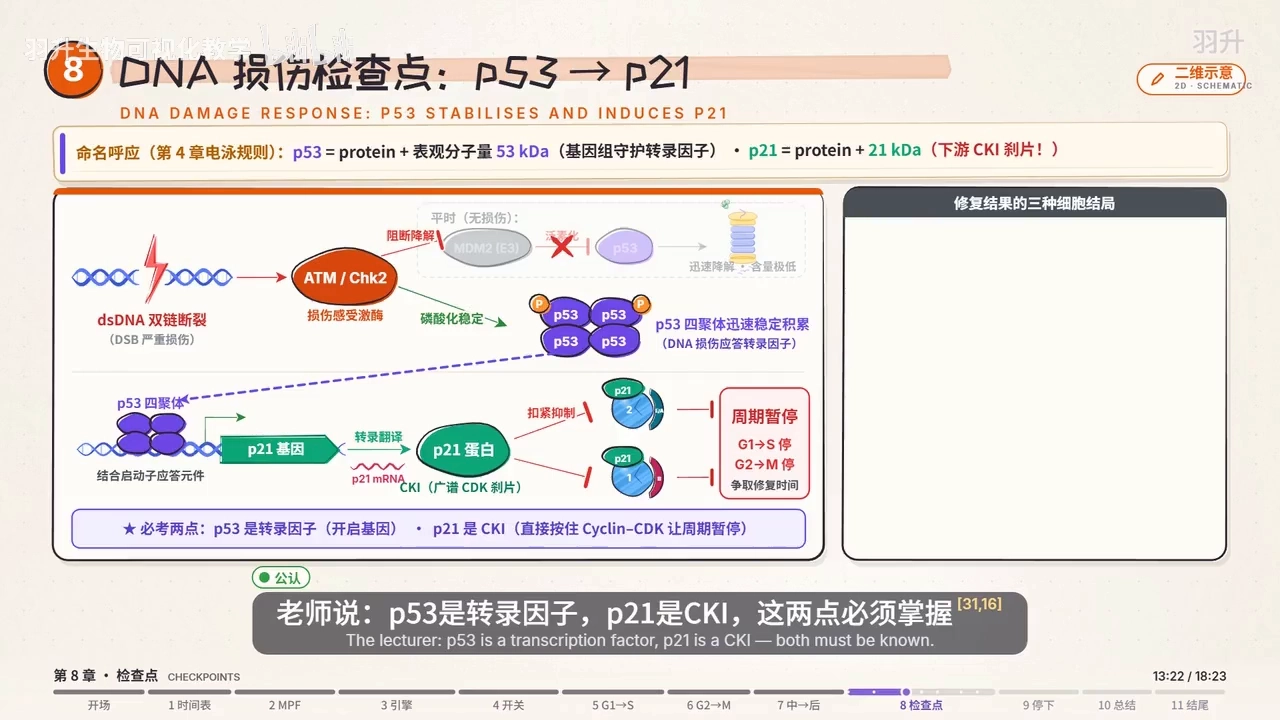 羽升生物可视化教学
羽升
8
DNA 损伤检查点：p53 → p21
二维示意
2D · SCHEMATIC
DNA DAMAGE RESPONSE: P53 STABILISES AND INDUCES P21
命名呼应（第 4 章电泳规则）：p53 = protein + 表观分子量 53 kDa（基因组守护转录因子） · p21 = protein + 21 kDa（下游 CKI 刹片！）
平时（无损伤）：
阻断降解
MDM2 (E3)
泛素化
p53
迅速降解 · 含量极低
ATM / Chk2
损伤感受激酶
dsDNA 双链断裂
（DSB 严重损伤）
磷酸化稳定
P
P
p53
p53
p53
p53
p53 四聚体迅速稳定积累
（DNA 损伤应答转录因子）
p53 四聚体
结合启动子应答元件
p21 基因
转录翻译
p21 mRNA
p21 蛋白
CKI（广谱 CDK 刹片）
扣紧抑制
p21
2
E/A
p21
1
B
周期暂停
G1→S 停
G2→M 停
争取修复时间
★ 必考两点：p53 是转录因子（开启基因） · p21 是 CKI（直接按住 Cyclin–CDK 让周期暂停）
修复结果的三种细胞结局
公认
老师说：p53是转录因子，p21是CKI，这两点必须掌握 [31,16]
The lecturer: p53 is a transcription factor, p21 is a CKI — both must be known.
第 8 章 · 检查点 CHECKPOINTS
13:22 / 18:23
开场
1 时间表
2 MPF
3 引擎
4 开关
5 G1→S
6 G2→M
7 中→后
8 检查点
9 停下
10 总结
11 结尾